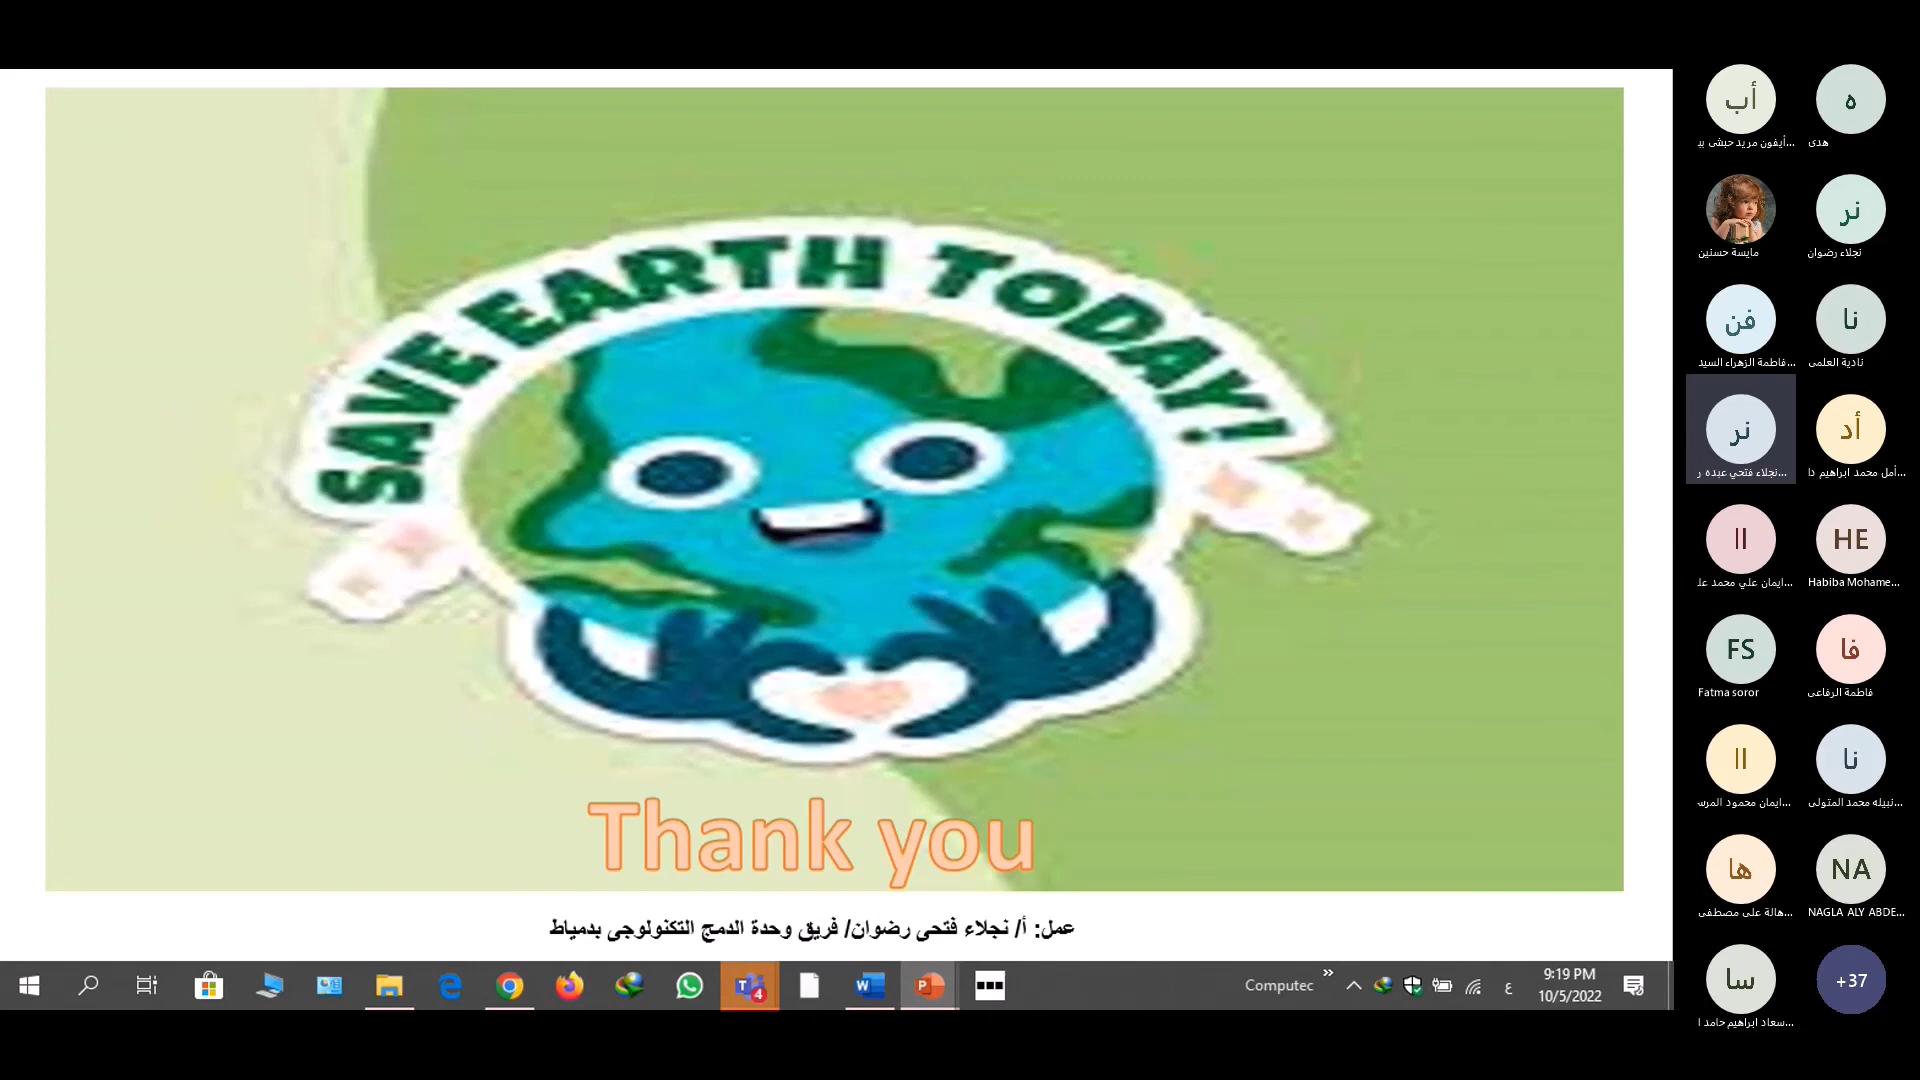 SAVE EARTH TODAY!
Thank you
عمل: أ/ نجلاء فتحى رضوان/ فريق وحدة الدمج التكنولوجى بدمياط
Computec
ع
9:19 PM
10/5/2022
4
أب
أيفون مريد حبشى بي...
ه
هدى
مايسة حسنين
نر
نجلاء رضوان
فن
فاطمة الزهراء السيد...
نا
نادية العلمى
نر
نجلاء فتحي عبده ر...
أد
أمل محمد ابراهيم دا...
اا
ايمان علي محمد عل...
HE
Habiba Mohame...
FS
Fatma soror
فا
فاطمة الرفاعى
اا
ايمان محمود المرس...
نا
نبيله محمد المتولى...
ها
هالة على مصطفى...
NA
NAGLA ALY ABDE...
سا
سعاد ابراهيم حامد ا...
+37